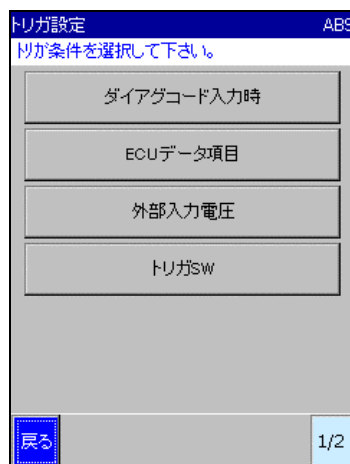 トリガ設定 ABS
トリガ条件を選択して下さい。
ダイアグコード入力時
ECUデータ項目
外部入力電圧
トリガSW
戻る 1/2